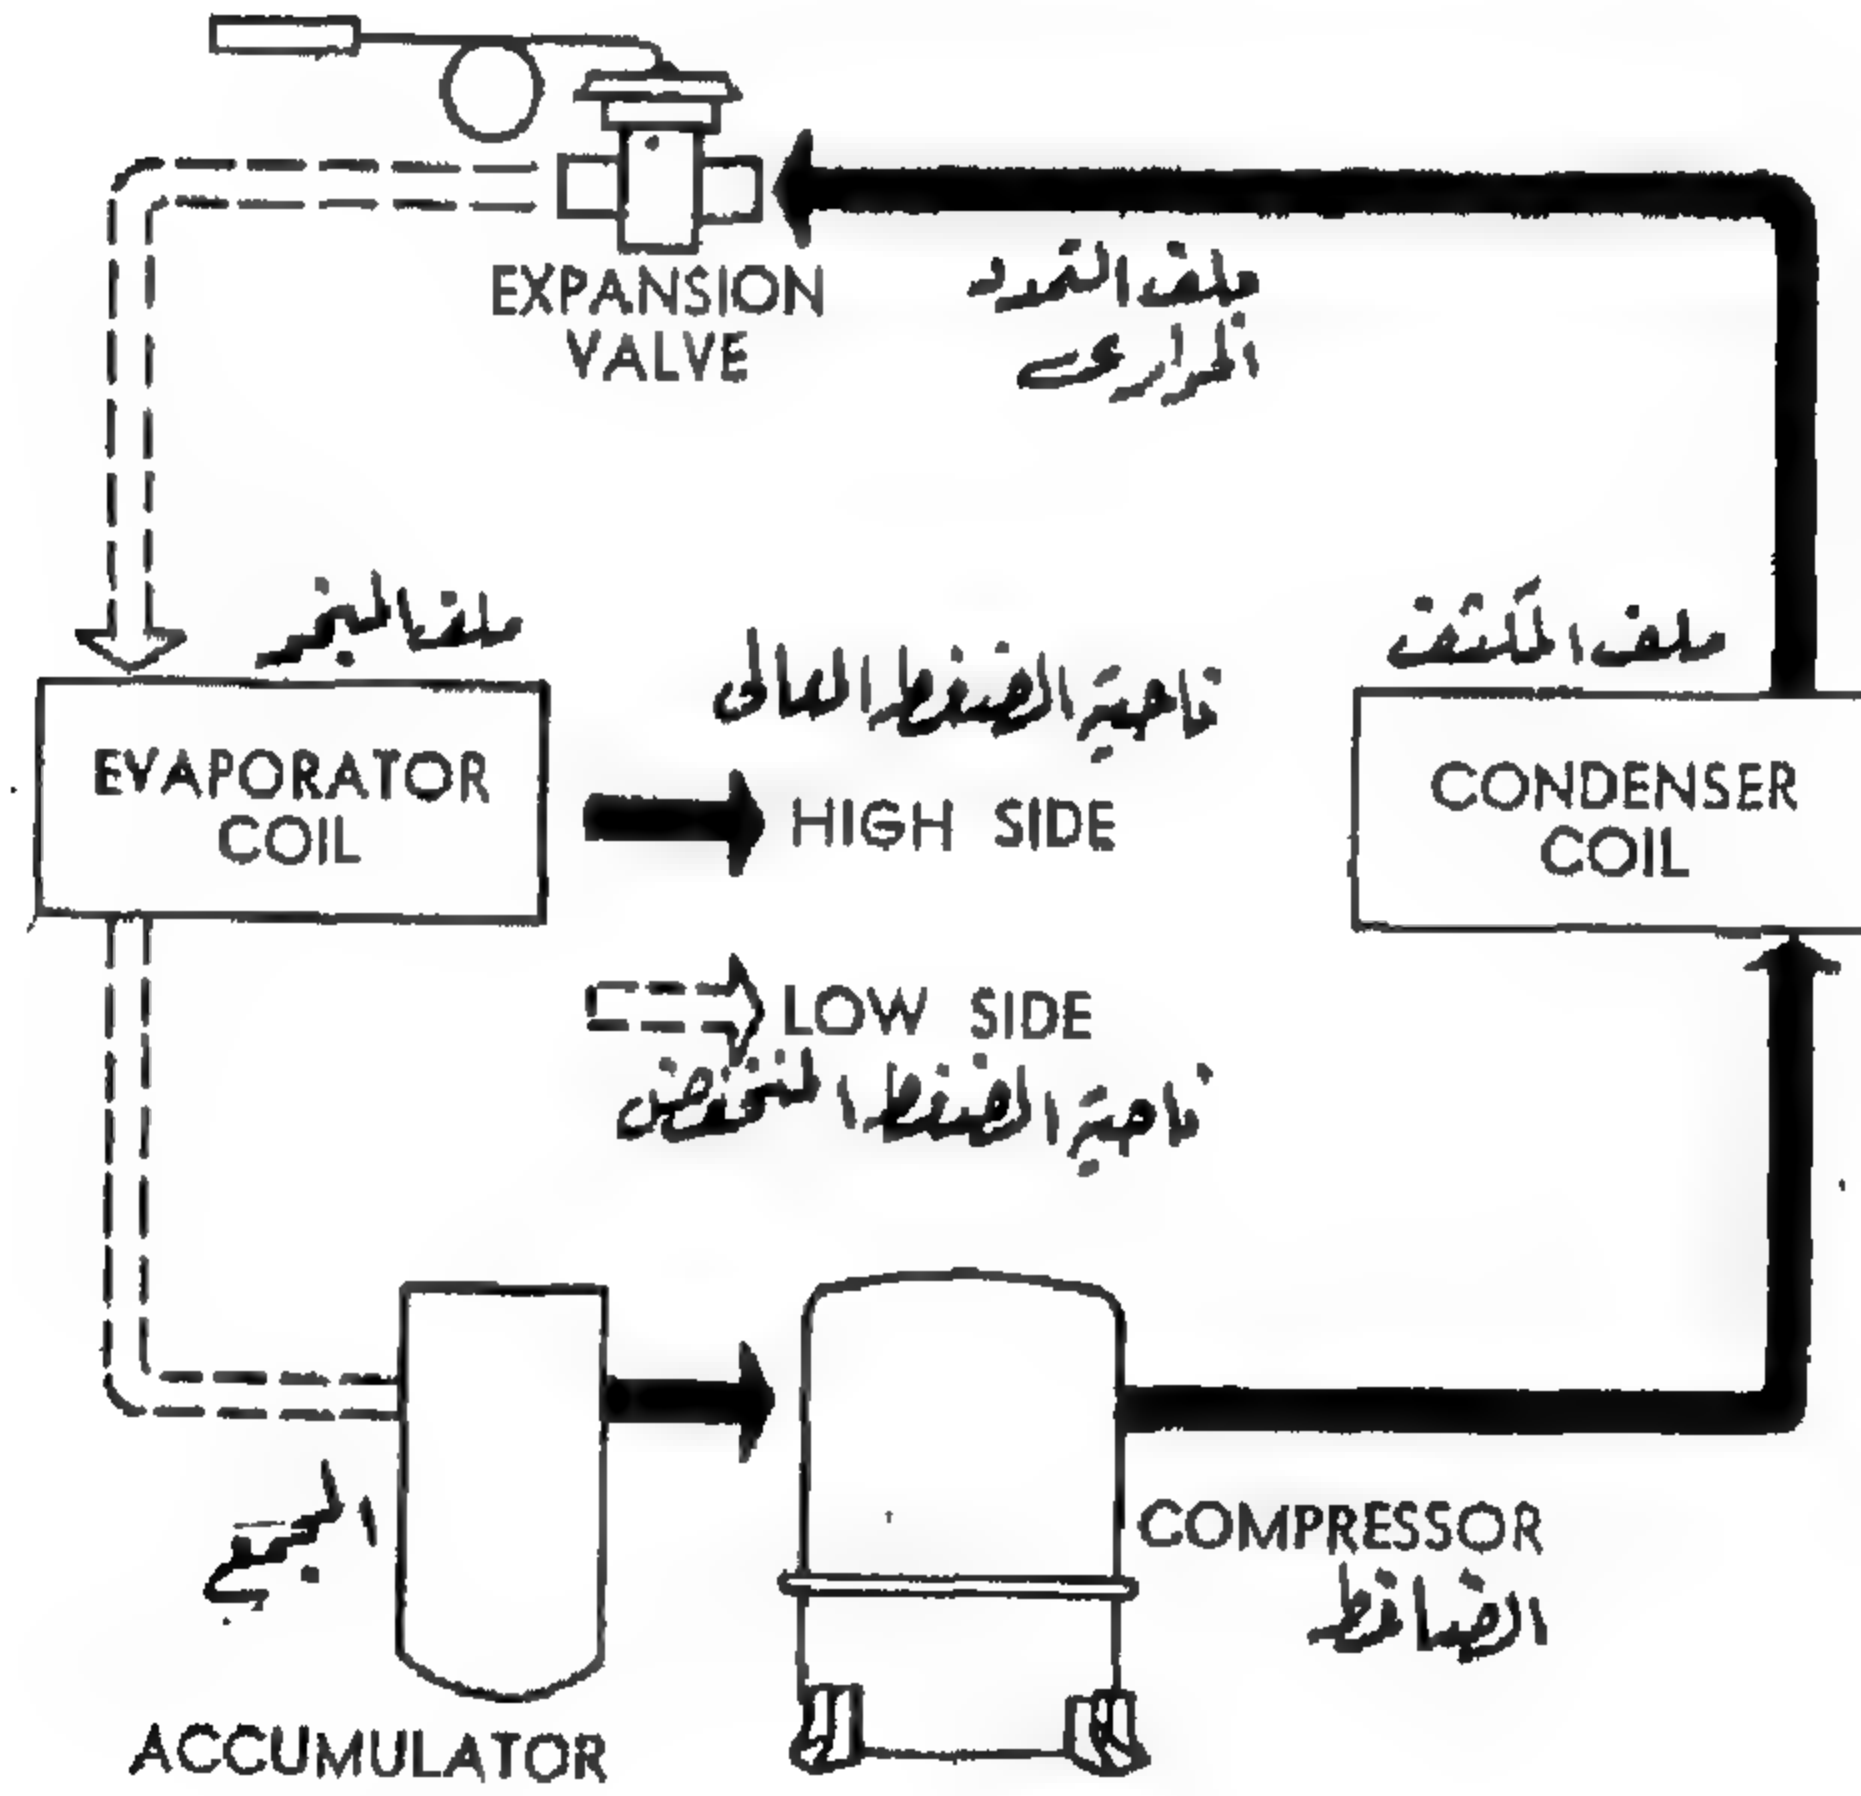 EXPANSION
VALVE
ملف التمدد
الحرارى
ملف المبخر
ملف المكثف
ناحية الضغط العالى
EVAPORATOR
COIL
HIGH SIDE
CONDENSER
COIL
LOW SIDE
ناحية الضغط المنخفض
COMPRESSOR
الضاغط
ACCUMULATOR